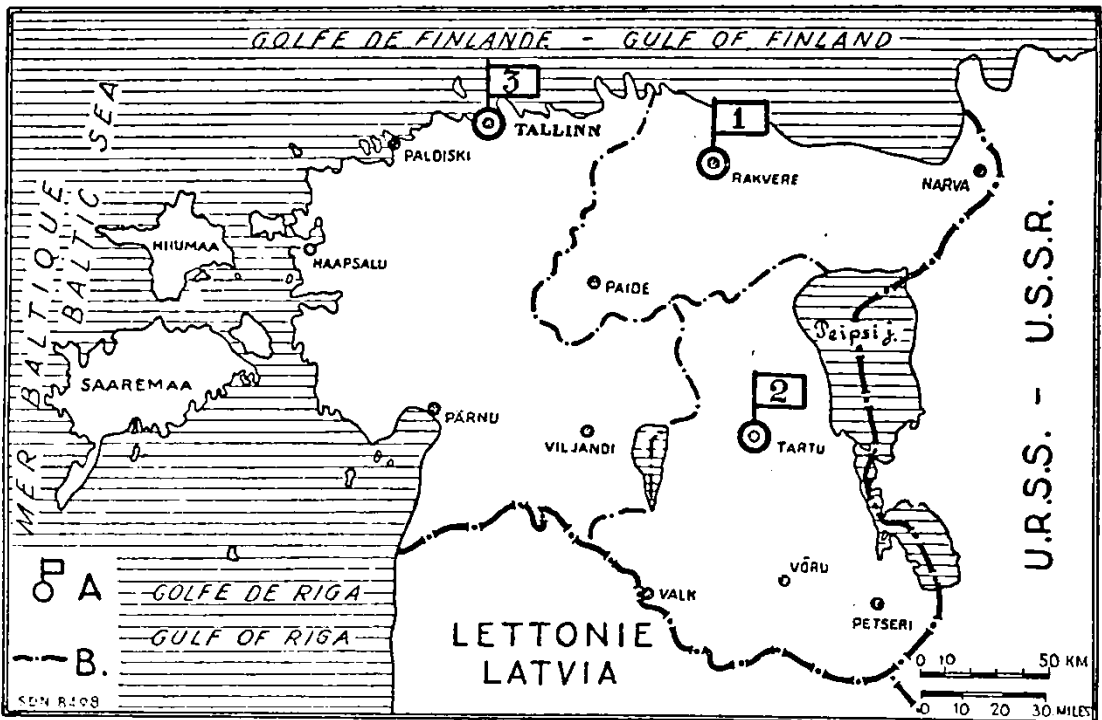 GOLFE DE FINLANDE - GULF OF FINLAND
MER BALTIQUE
BALTIC SEA
3
TALLINN
1
RAKVERE
PALDISKI
NARVA
HIIUMAA
HAAPSALU
PAIDE
Peipsi j.
SAAREMAA
PÄRNU
VILJANDI
2
TARTU
U.R.S.S. - U.S.S.R.
A
GOLFE DE RIGA
GULF OF RIGA
VALK
VÕRU
PETSERI
LETTONIE
LATVIA
B.
0 10 50 KM
0 10 20 30 MILES
SDN 8498